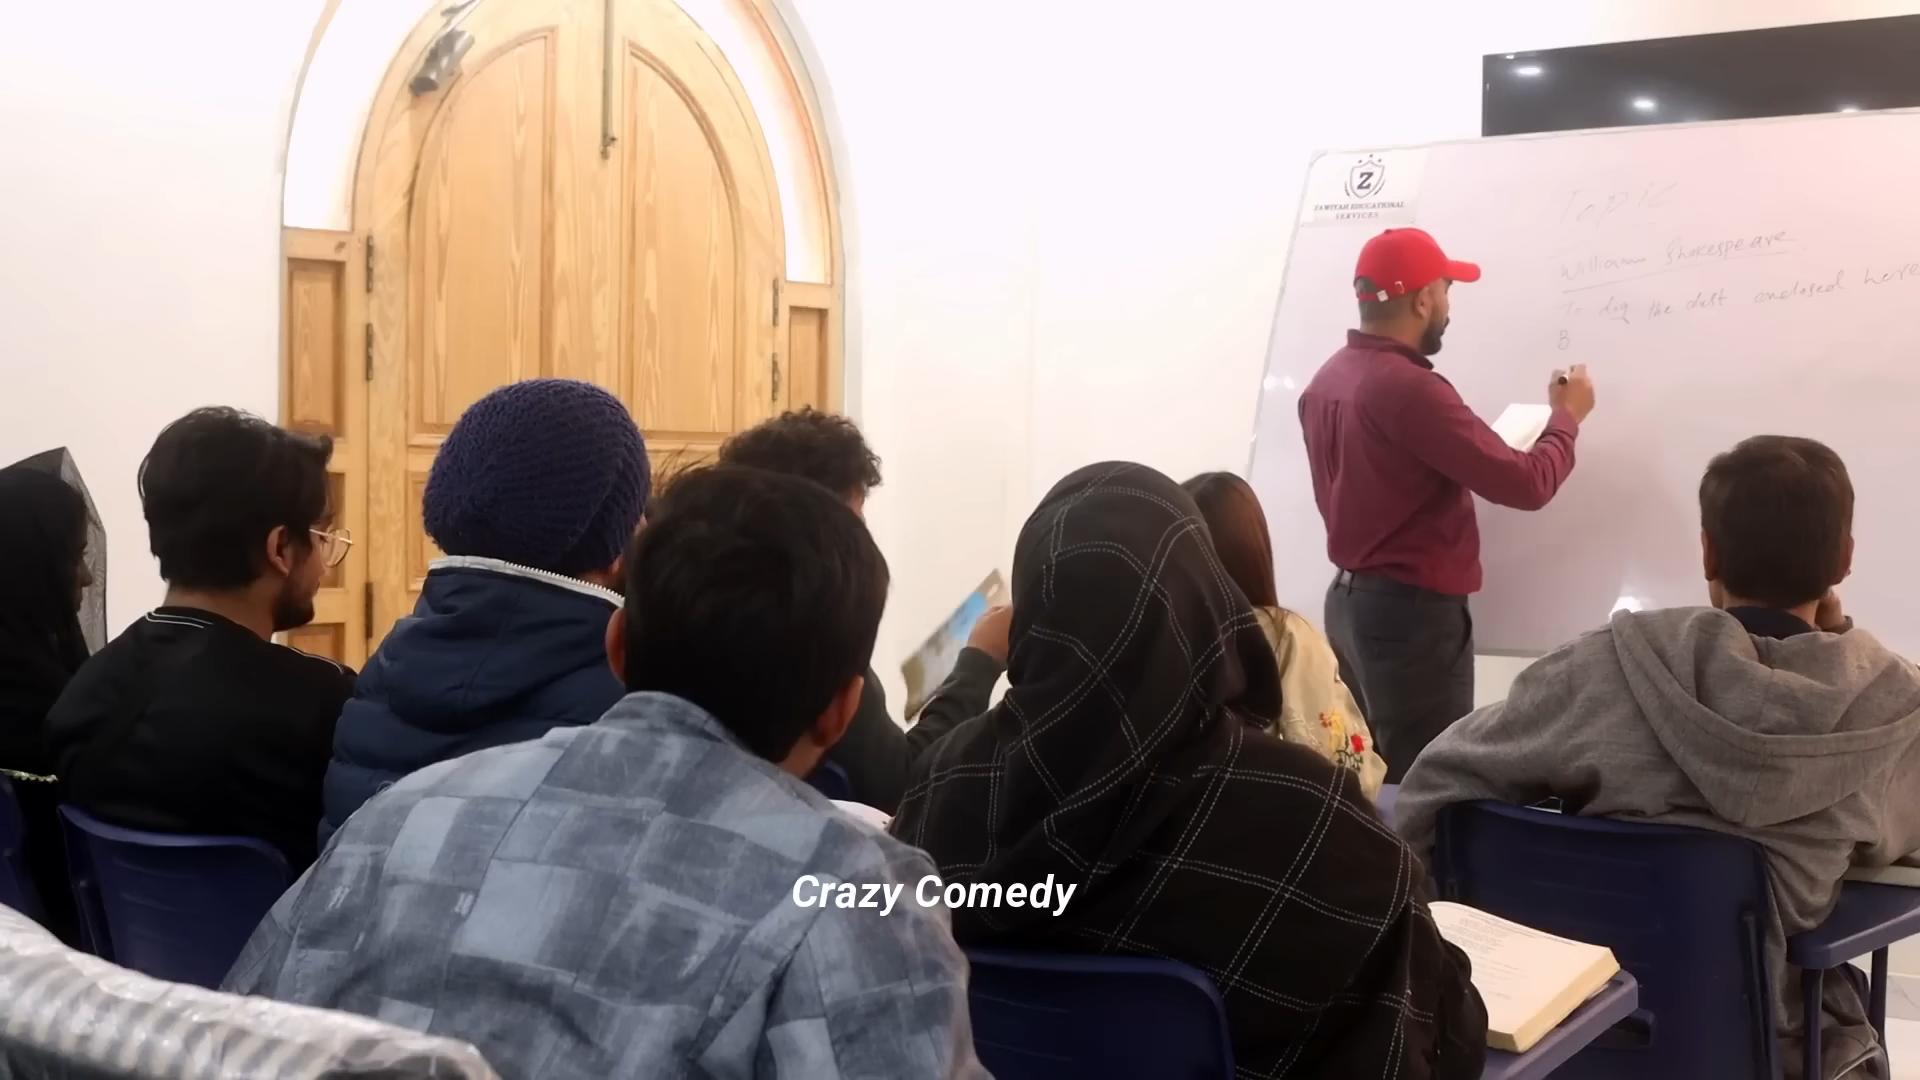 Z
ZAWIYAH EDUCATIONAL
SERVICES
Topic
William Shakespeare
To dig the dust enclosed here
B
Crazy Comedy